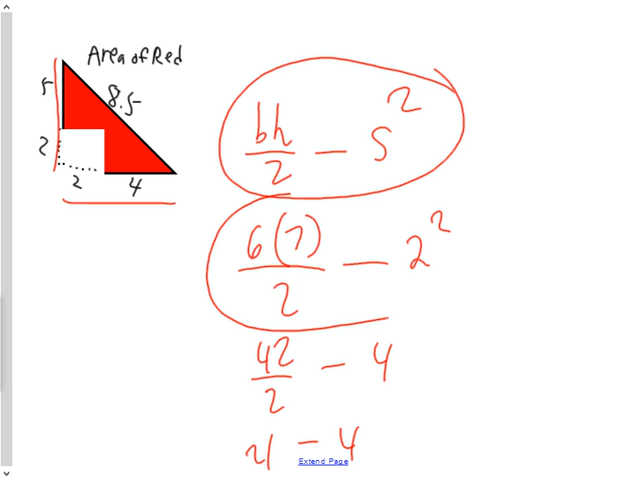 Area of Red
5
8.5
2
2 4
bh/2 - s²
6(7)/2 - 2²
42/2 - 4
21 - 4
Extend Page